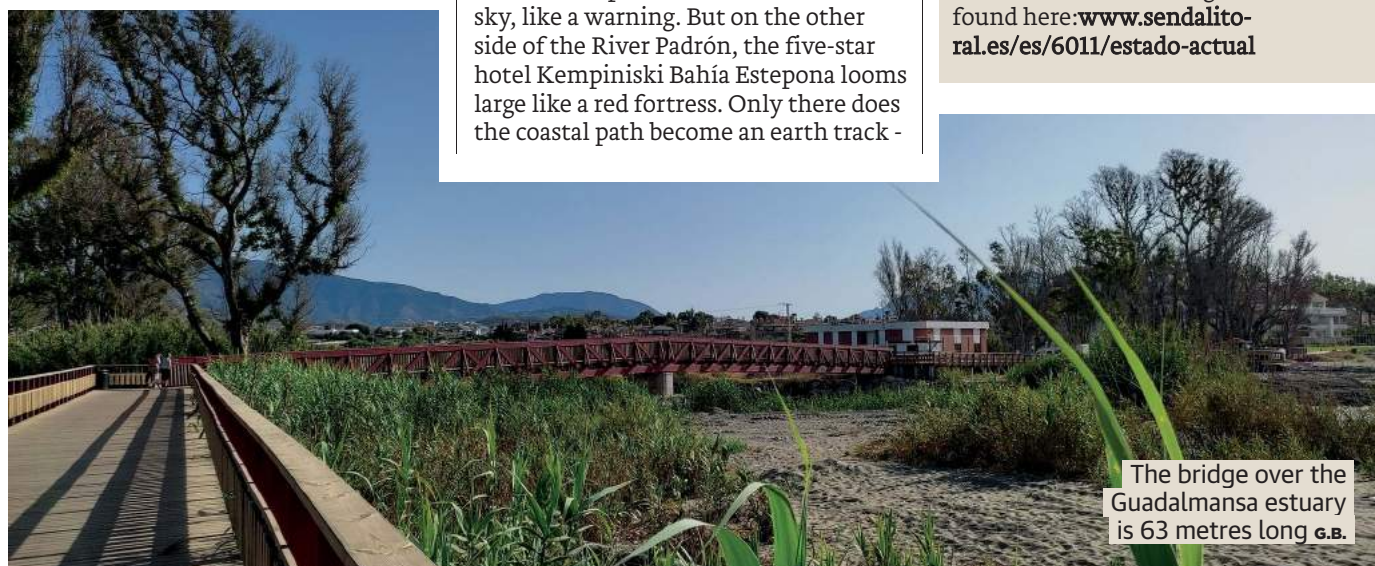 sky, like a warning. But on the other
side of the River Padrón, the five-star
hotel Kempiniski Bahía Estepona looms
large like a red fortress. Only there does
the coastal path become an earth track -
found here:www.sendalito-
ral.es/es/6011/estado-actual
The bridge over the
Guadalmansa estuary
is 63 metres long G.B.